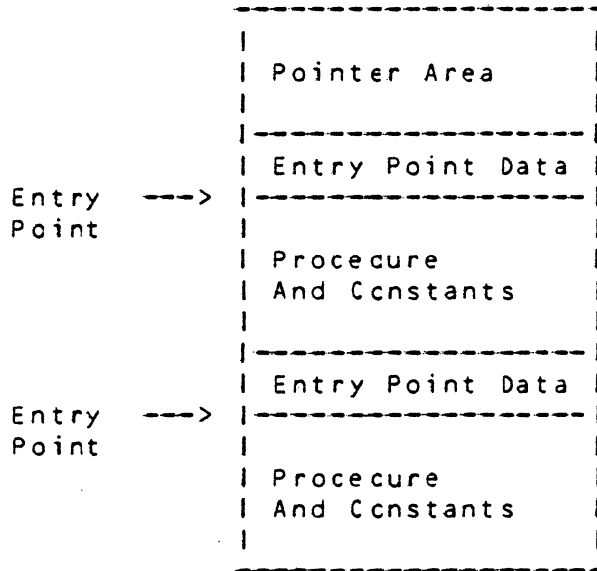 Pointer Area
Entry Point Data
Entry --->
Point
Procecure
And Ccnstants
Entry Point Data
Entry --->
Point
Procecure
And Ccnstants